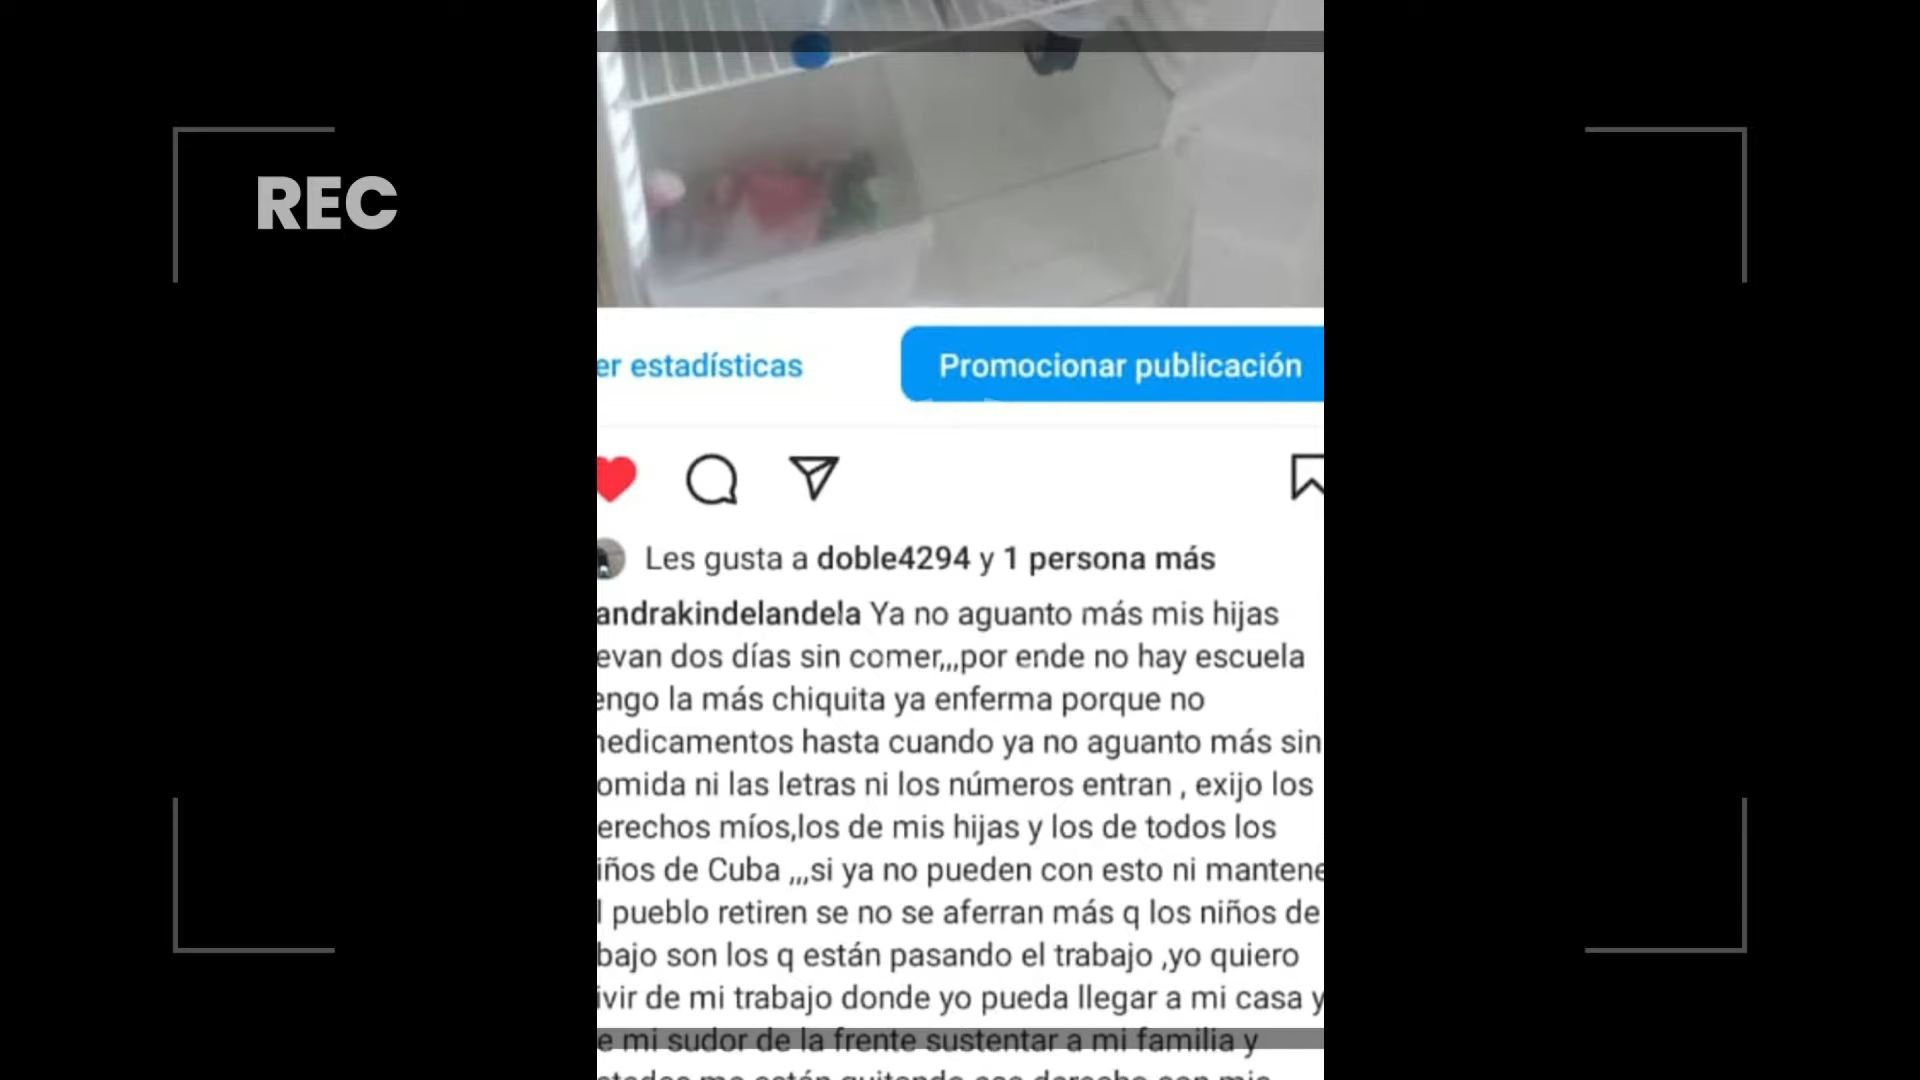 REC
er estadísticas
Promocionar publicación
Les gusta a doble4294 y 1 persona más
andrakindelandela Ya no aguanto más mis hijas
evan dos días sin comer,,,por ende no hay escuela
engo la más chiquita ya enferma porque no
nedicamentos hasta cuando ya no aguanto más sin
omida ni las letras ni los números entran , exijo los
erechos míos,los de mis hijas y los de todos los
iños de Cuba ,,,si ya no pueden con esto ni mantene
l pueblo retiren se no se aferran más q los niños de
bajo son los q están pasando el trabajo ,yo quiero
ivir de mi trabajo donde yo pueda llegar a mi casa y
e mi sudor de la frente sustentar a mi familia y